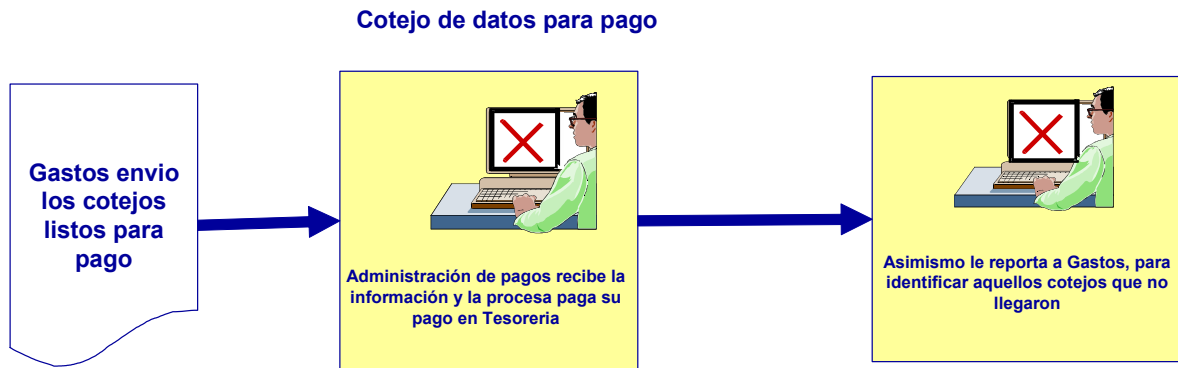 Cotejo de datos para pago
Gastos envio
los cotejos
listos para
pago
Administración de pagos recibe la
información y la procesa paga su
pago en Tesoreria
Asimismo le reporta a Gastos, para
identificar aquellos cotejos que no
llegaron